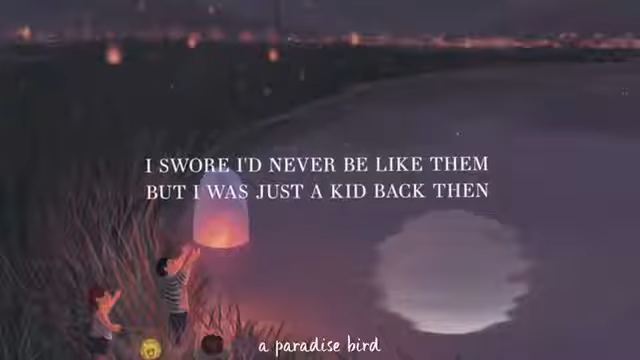 I SWORE I'D NEVER BE LIKE THEM
BUT I WAS JUST A KID BACK THEN
a paradise bird